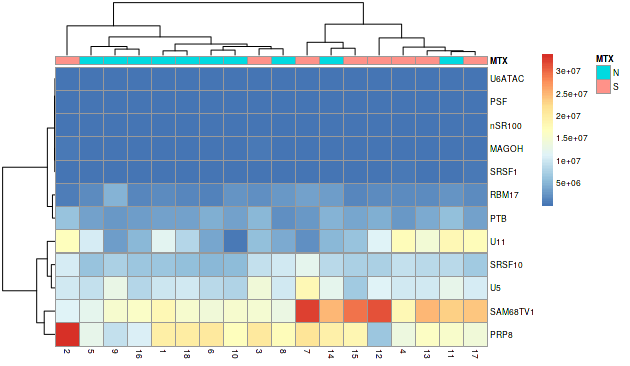 MTX
U6ATAC
PSF
nSR100
MAGOH
SRSF1
RBM17
PTB
U11
SRSF10
U5
SAM68TV1
PRP8
2 5 9 16 1 18 6 10 3 8 7 14 15 12 4 13 11 17
3e+07
2.5e+07
2e+07
1.5e+07
1e+07
5e+06
MTX
N
S